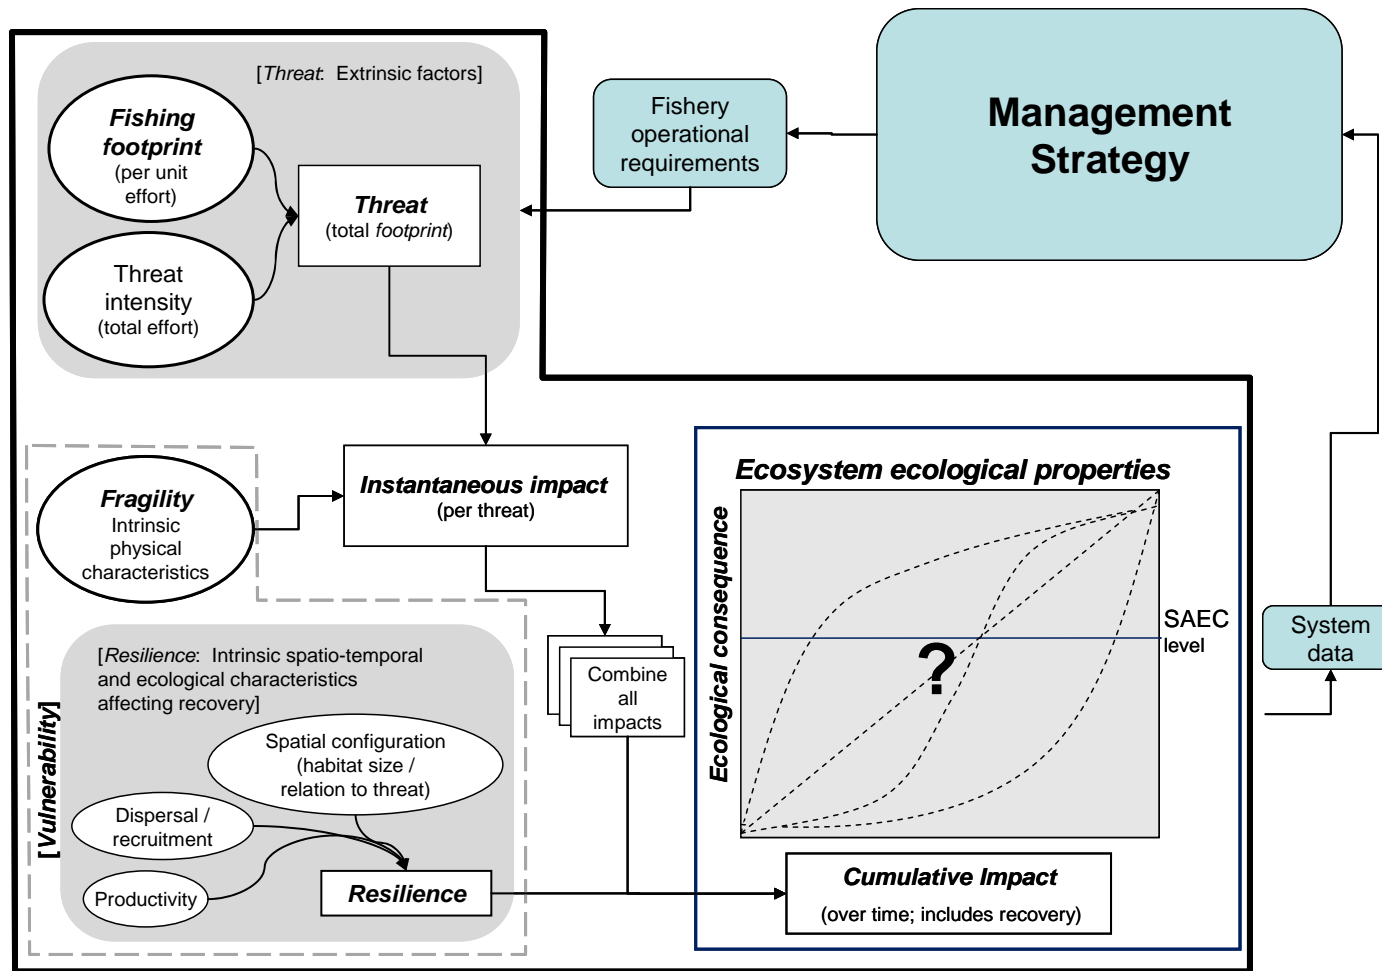 [Threat:  Extrinsic factors]
Fishing
footprint
(per unit
effort)
Threat
(total footprint)
Threat
intensity
(total effort)
Fishery
operational
requirements
Management
Strategy
Fragility
Intrinsic
physical
characteristics
Instantaneous impact
(per threat)
[Vulnerability]
[Resilience:  Intrinsic spatio-temporal
and ecological characteristics
affecting recovery]
Spatial configuration
(habitat size /
relation to threat)
Dispersal /
recruitment
Productivity
Resilience
Combine
all
impacts
Ecosystem ecological properties
Ecological consequence
?
SAEC
level
Cumulative Impact
(over time; includes recovery)
System
data